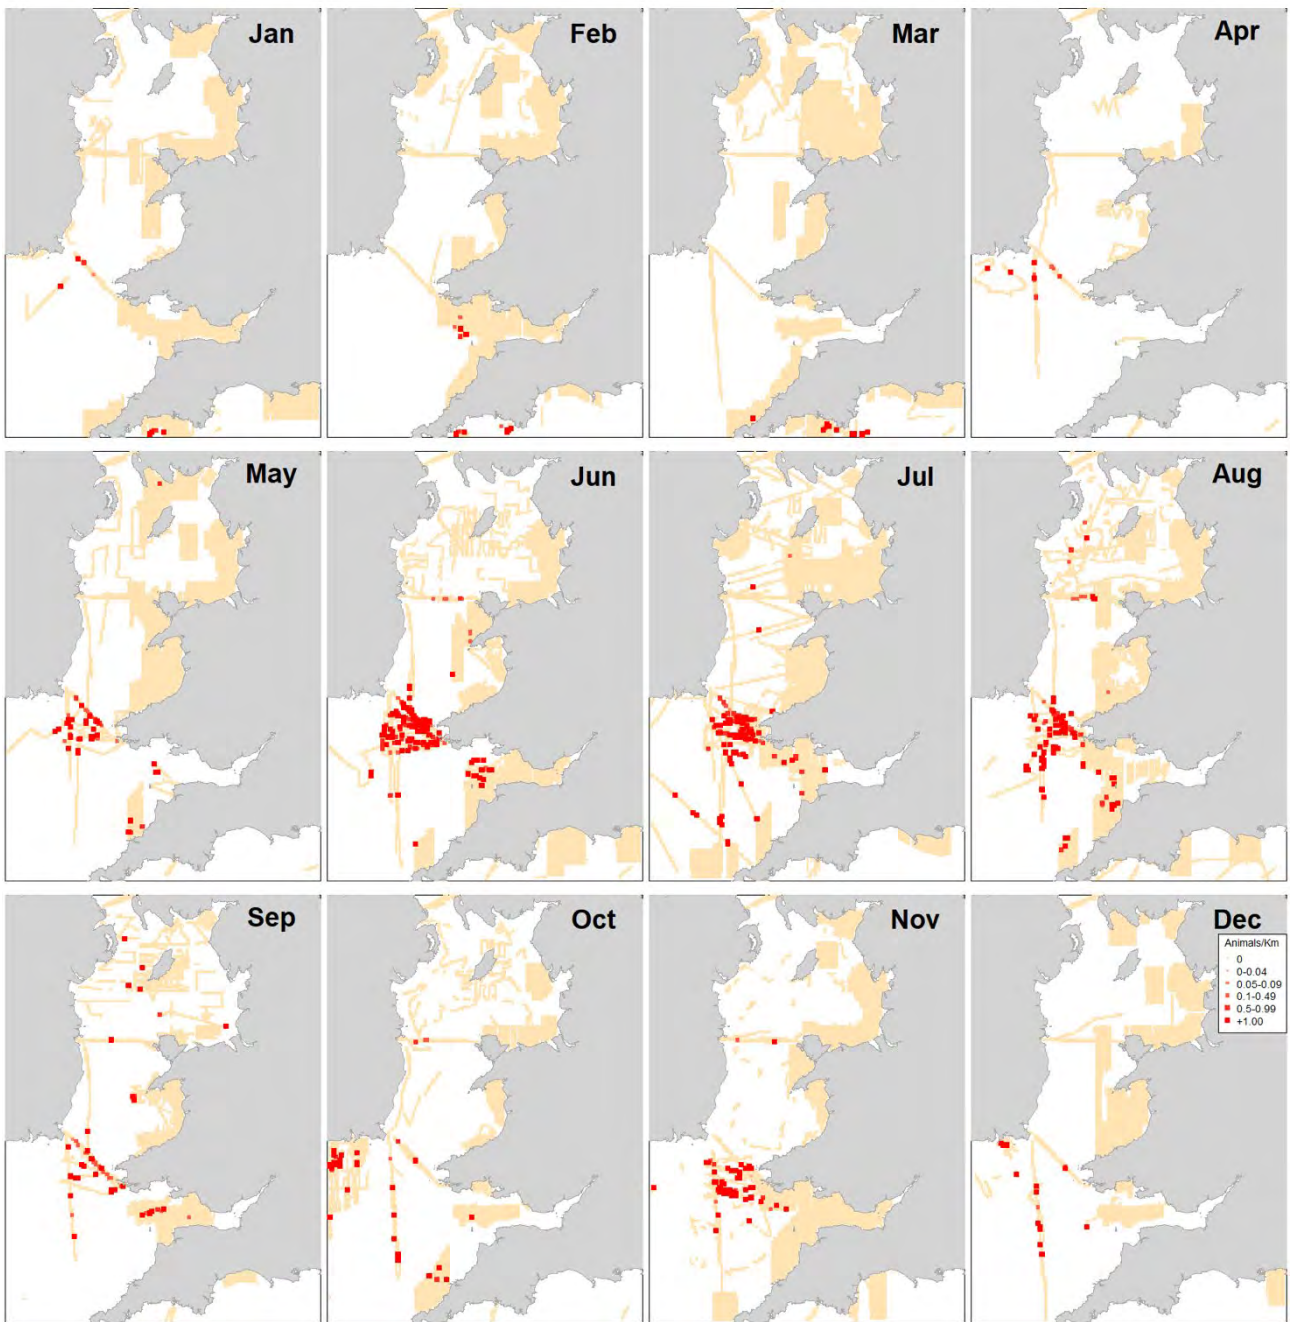 Jan
Feb
Mar
Apr
May
Jun
Jul
Aug
Sep
Oct
Nov
Dec
Animals/Km
0
0-0.04
0.05-0.09
0.1-0.49
0.5-0.99
+1.00